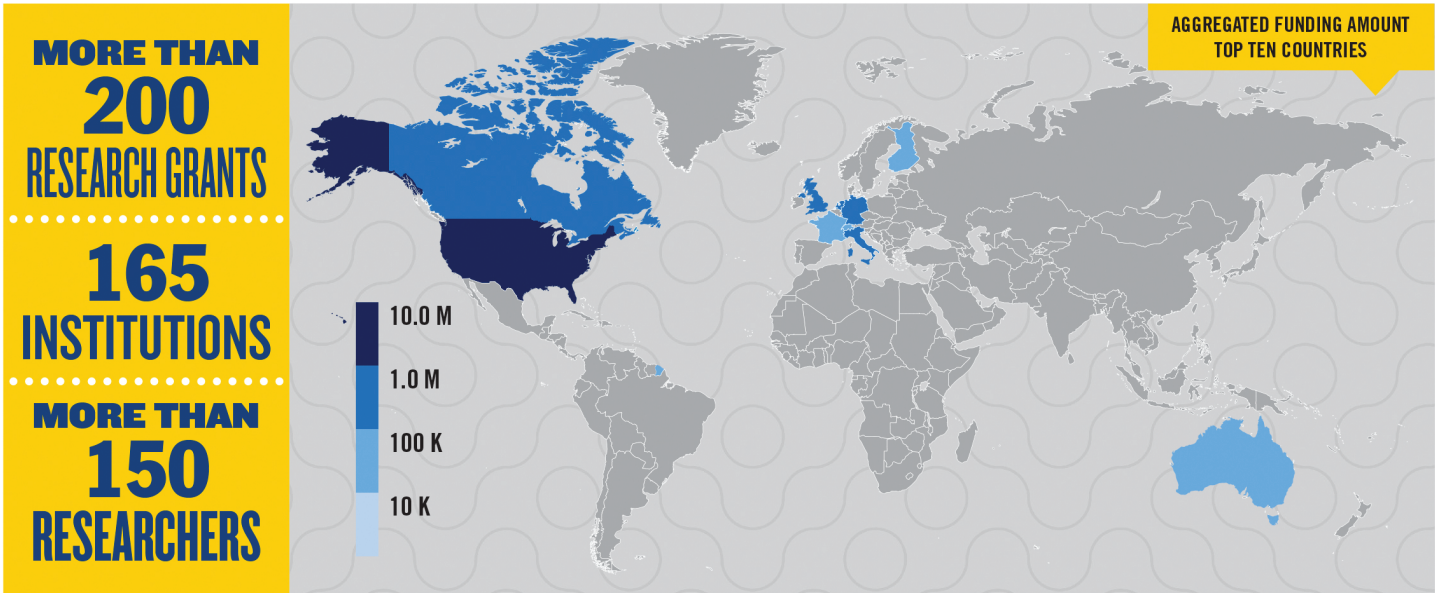 MORE THAN
200
RESEARCH GRANTS
165
INSTITUTIONS
MORE THAN
150
RESEARCHERS
AGGREGATED FUNDING AMOUNT
TOP TEN COUNTRIES
10.0 M
1.0 M
100 K
10 K